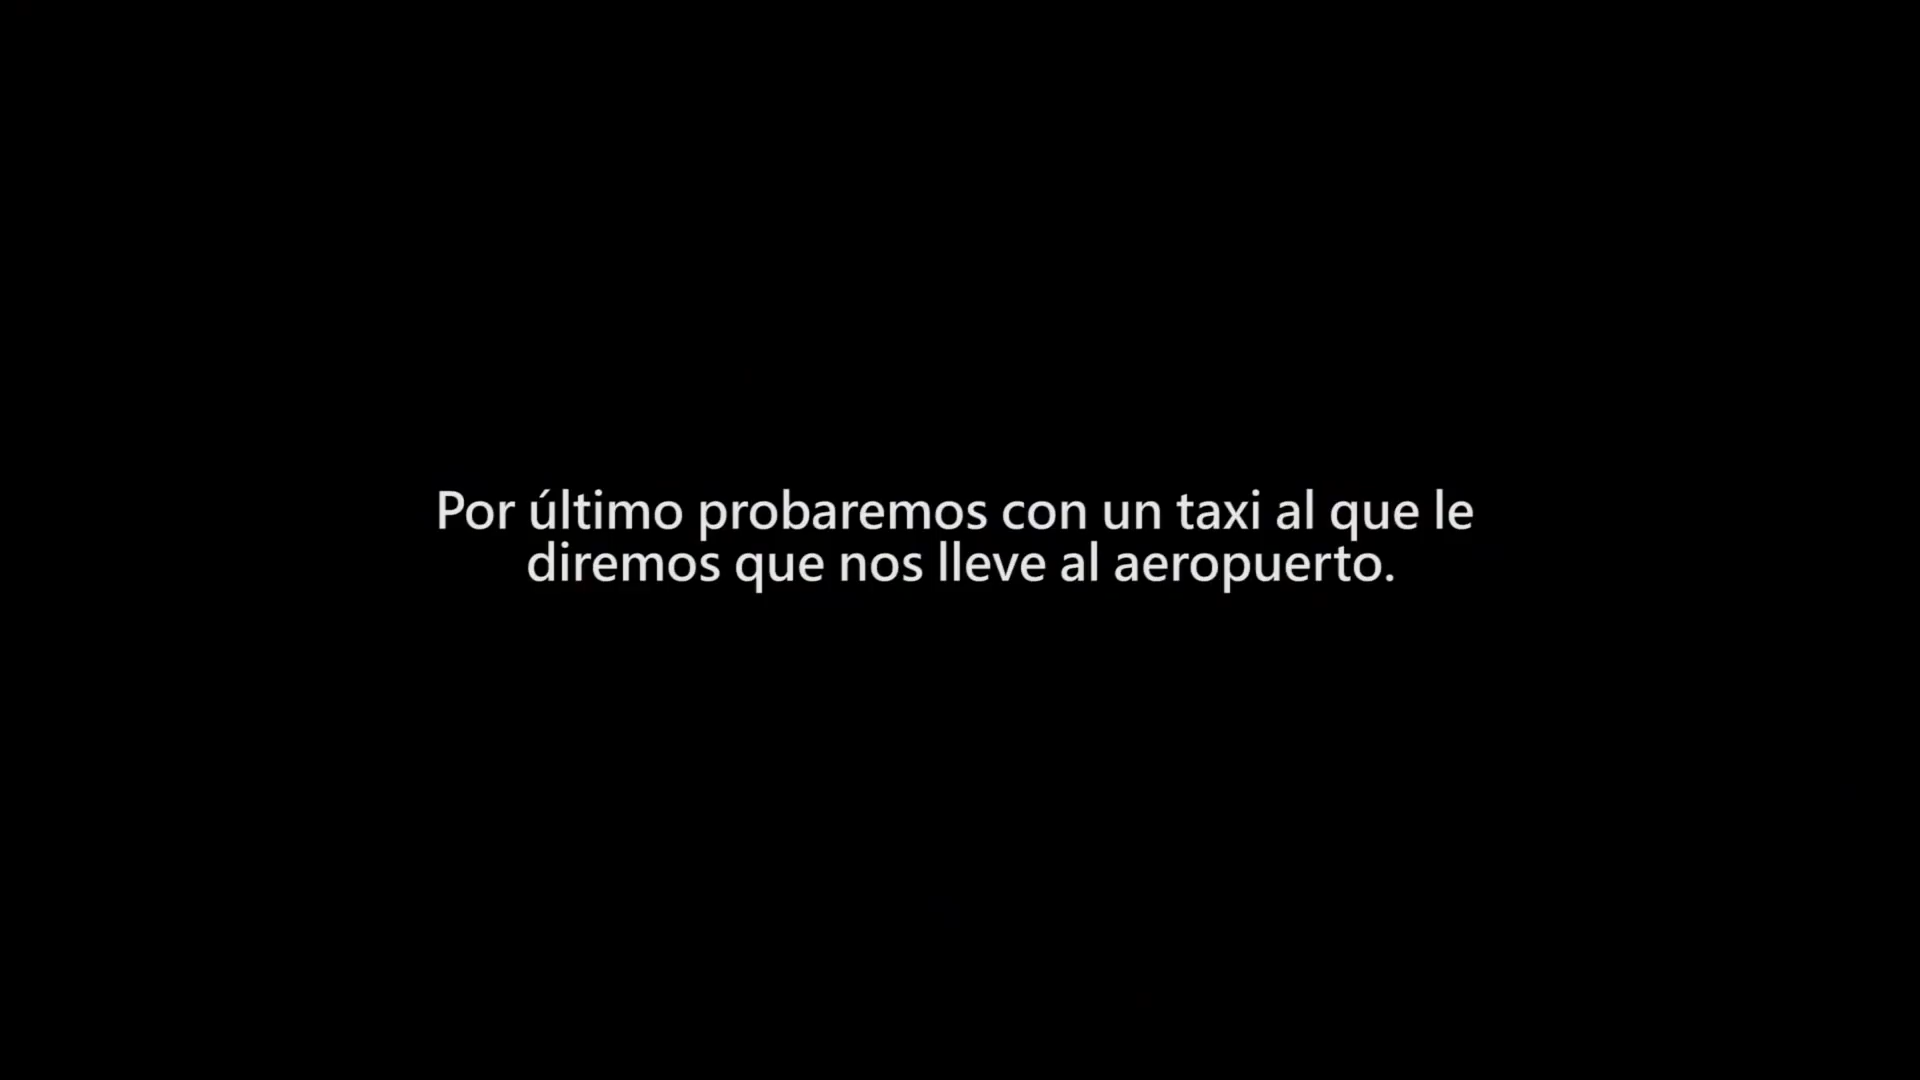 Por último probaremos con un taxi al que le
diremos que nos lleve al aeropuerto.